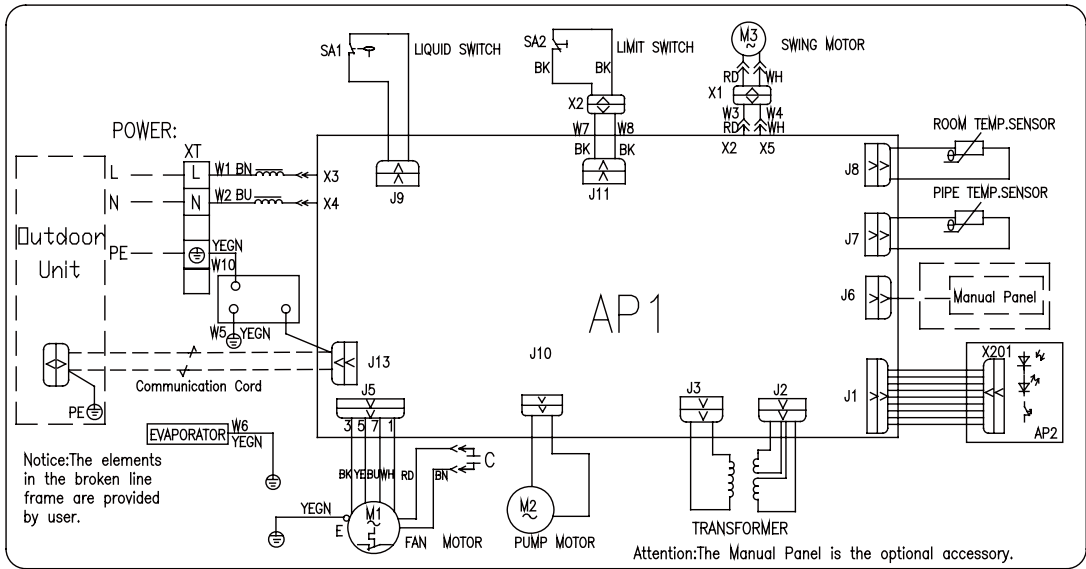 SA1
LIQUID SWITCH
SA2
LIMIT SWITCH
BK
BK
M3
~
SWING MOTOR
RD
WH
X1
X2
W3
W4
RD
WH
W7
W8
BK
BK
X2
X5
POWER:
XT
L
L
W1 BN
X3
N
N
W2 BU
X4
PE
YEGN
W10
J9
J11
ROOM TEMP.SENSOR
J8
PIPE TEMP.SENSOR
J7
Outdoor
Unit
J6
Manual Panel
AP1
W5
YEGN
J13
J10
Communication Cord
PE
X201
J1
AP2
J5
3 5 7 1
J3
J2
EVAPORATOR
W6
YEGN
BK
YE
BU
WH
RD
BN
C
Notice:The elements
in the broken line
frame are provided
by user.
YEGN
E
M1
~
FAN MOTOR
M2
~
PUMP MOTOR
TRANSFORMER
Attention:The Manual Panel is the optional accessory.